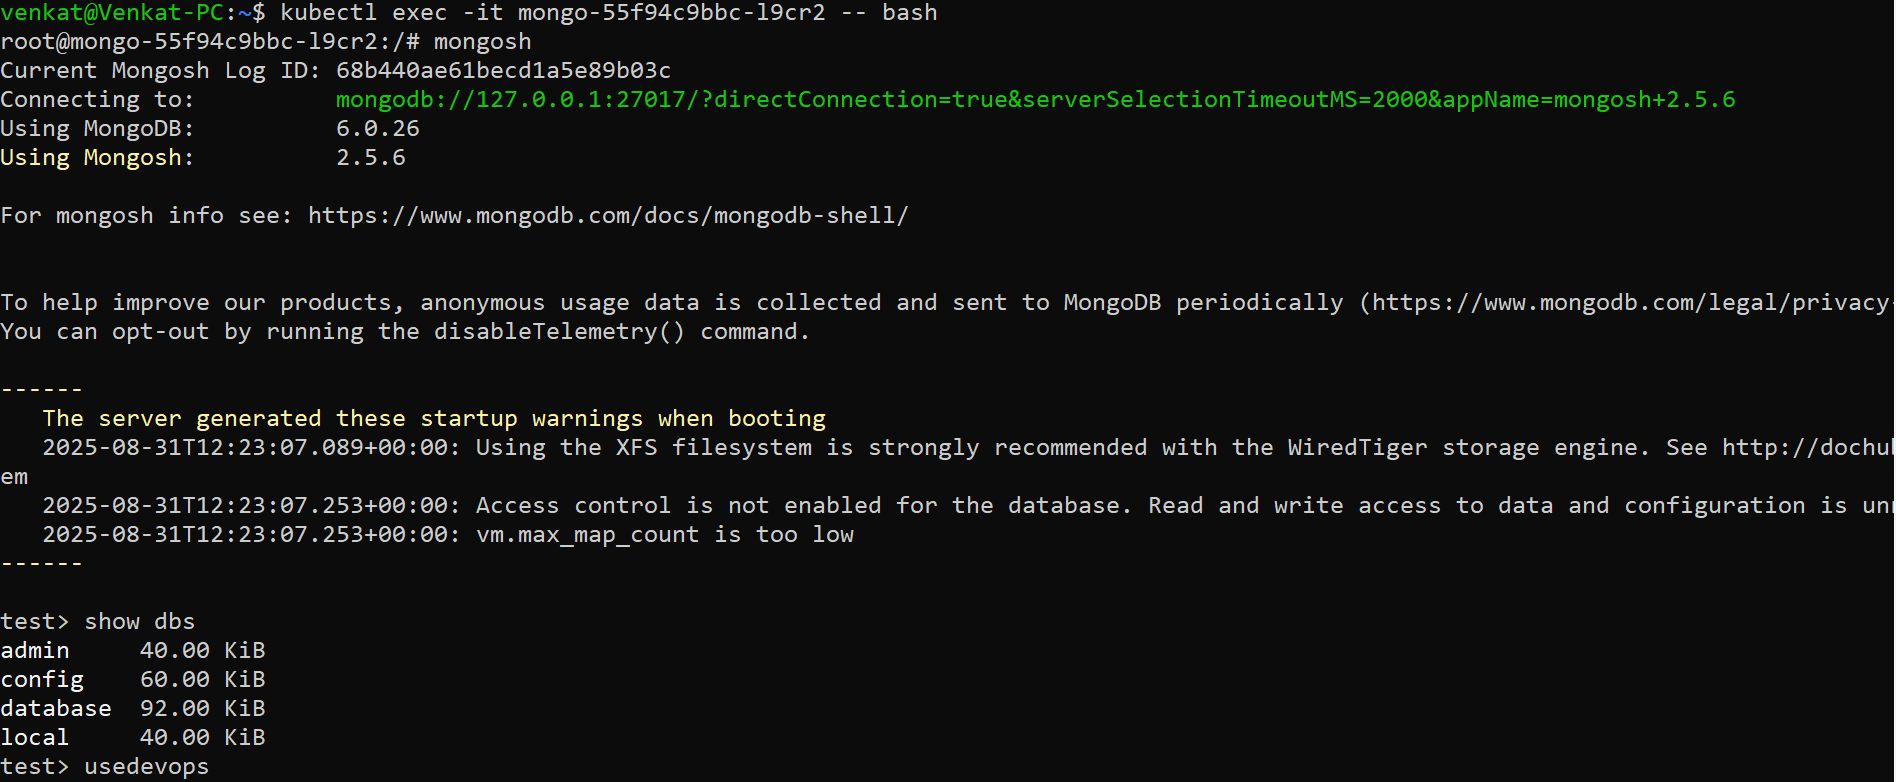 venkat@Venkat-PC:~$ kubectl exec -it mongo-55f94c9bbc-l9cr2 -- bash
root@mongo-55f94c9bbc-l9cr2:/# mongosh
Current Mongosh Log ID: 68b440ae61becd1a5e89b03c
Connecting to:          mongodb://127.0.0.1:27017/?directConnection=true&serverSelectionTimeoutMS=2000&appName=mongosh+2.5.6
Using MongoDB:          6.0.26
Using Mongosh:          2.5.6
For mongosh info see: https://www.mongodb.com/docs/mongodb-shell/
To help improve our products, anonymous usage data is collected and sent to MongoDB periodically (https://www.mongodb.com/legal/privacy-
You can opt-out by running the disableTelemetry() command.
------
   The server generated these startup warnings when booting
   2025-08-31T12:23:07.089+00:00: Using the XFS filesystem is strongly recommended with the WiredTiger storage engine. See http://dochub
em
   2025-08-31T12:23:07.253+00:00: Access control is not enabled for the database. Read and write access to data and configuration is un
   2025-08-31T12:23:07.253+00:00: vm.max_map_count is too low
------
test> show dbs
admin     40.00 KiB
config    60.00 KiB
database  92.00 KiB
local     40.00 KiB
test> usedevops